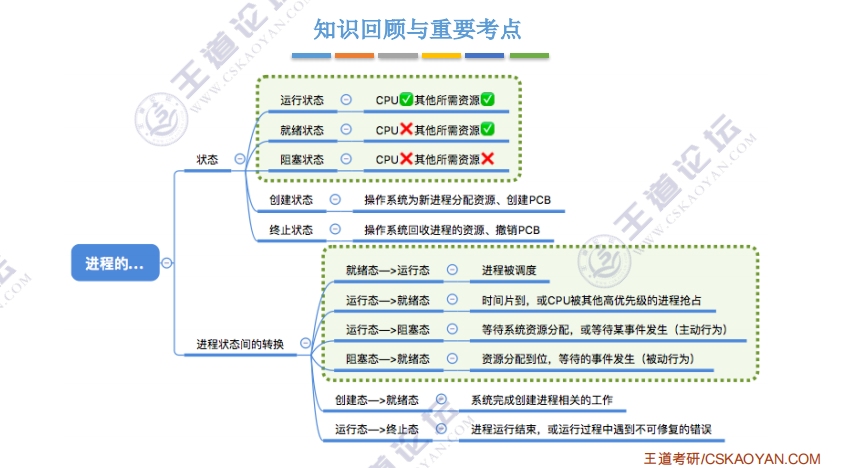 知识回顾与重要考点
运行状态 CPU✅其他所需资源✅
就绪状态 CPU❌其他所需资源✅
阻塞状态 CPU❌其他所需资源❌
状态
创建状态 操作系统为新进程分配资源、创建PCB
终止状态 操作系统回收进程的资源、撤销PCB
进程的...
就绪态—>运行态 进程被调度
运行态—>就绪态 时间片到，或CPU被其他高优先级的进程抢占
运行态—>阻塞态 等待系统资源分配，或等待某事件发生（主动行为）
进程状态间的转换
阻塞态—>就绪态 资源分配到位，等待的事件发生（被动行为）
创建态—>就绪态 系统完成创建进程相关的工作
运行态—>终止态 进程运行结束，或运行过程中遇到不可修复的错误
王道考研/CSKAOYAN.COM
王道论坛
WWW.CSKAOYAN.COM
王道论坛
WWW.CSKAOYAN.COM